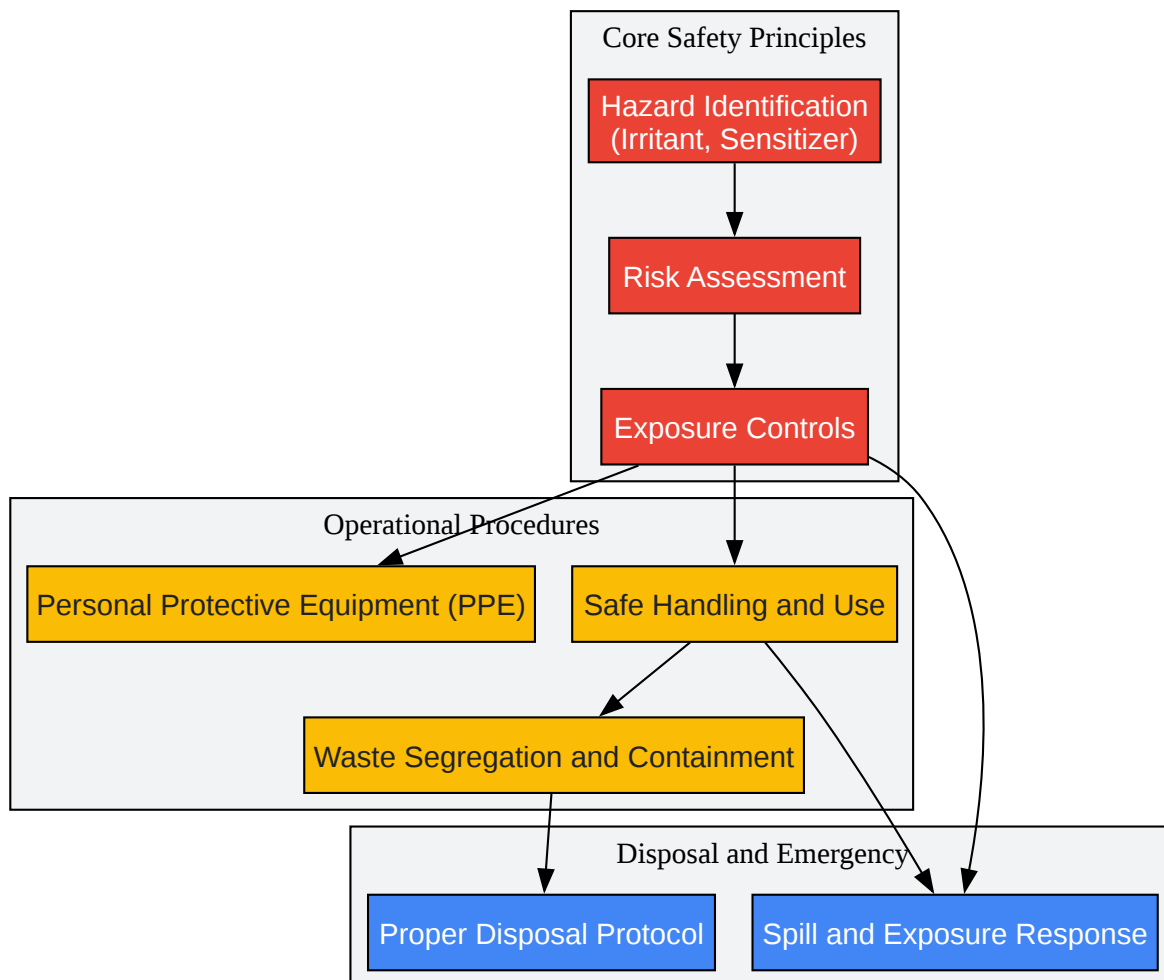 Core Safety Principles
Hazard Identification
(Irritant, Sensitizer)
Risk Assessment
Exposure Controls
Operational Procedures
Personal Protective Equipment (PPE)
Safe Handling and Use
Waste Segregation and Containment
Disposal and Emergency
Proper Disposal Protocol
Spill and Exposure Response